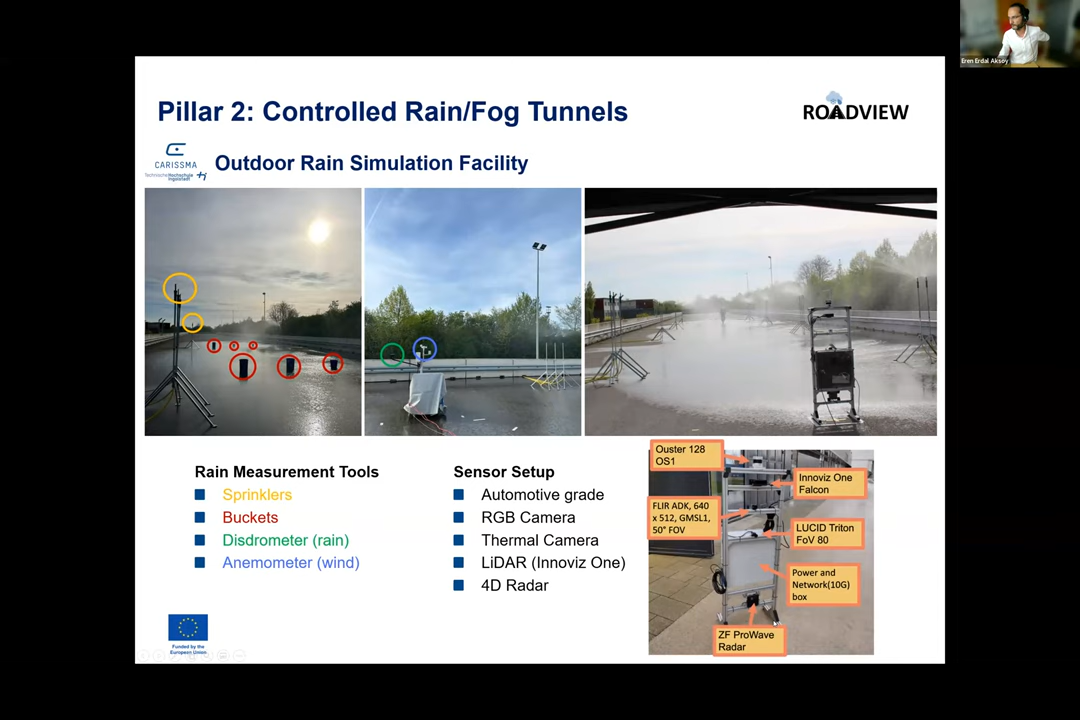 Eren Erdal Aksoy
Pillar 2: Controlled Rain/Fog Tunnels
ROADVIEW
CARISSMA
Technische Hochschule
Ingolstadt
Outdoor Rain Simulation Facility
Rain Measurement Tools
Sprinklers
Buckets
Disdrometer (rain)
Anemometer (wind)
Sensor Setup
Automotive grade
RGB Camera
Thermal Camera
LiDAR (Innoviz One)
4D Radar
Ouster 128
OS1
Innoviz One
Falcon
FLIR ADK, 640
x 512, GMSL1,
50° FOV
LUCID Triton
FoV 80
Power and
Network(10G)
box
ZF ProWave
Radar
Funded by the
European Union